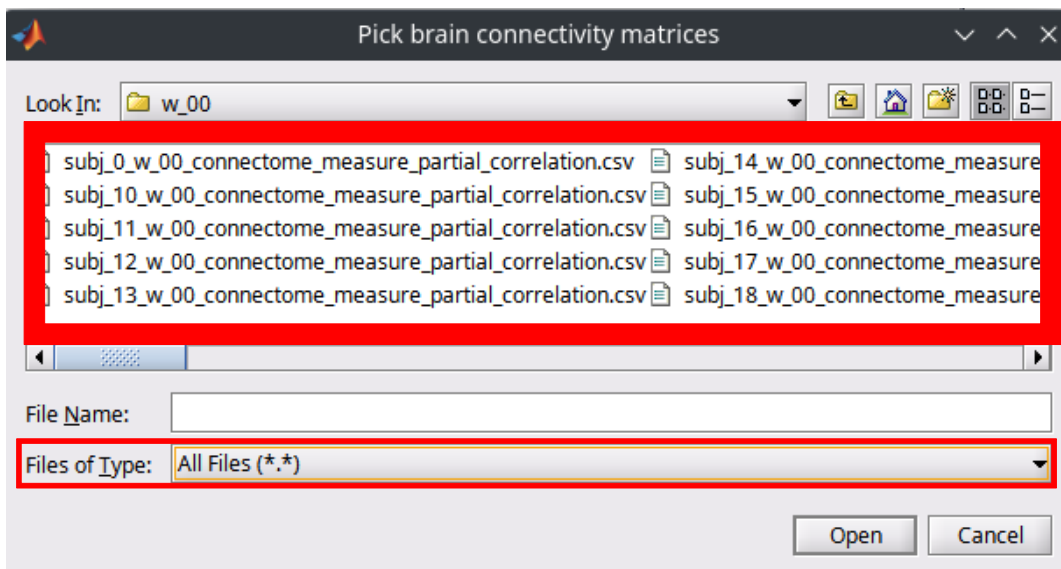 Pick brain connectivity matrices
Look In: w_00
subj_0_w_00_connectome_measure_partial_correlation.csv subj_14_w_00_connectome_measure
subj_10_w_00_connectome_measure_partial_correlation.csv subj_15_w_00_connectome_measure
subj_11_w_00_connectome_measure_partial_correlation.csv subj_16_w_00_connectome_measure
subj_12_w_00_connectome_measure_partial_correlation.csv subj_17_w_00_connectome_measure
subj_13_w_00_connectome_measure_partial_correlation.csv subj_18_w_00_connectome_measure
File Name:
Files of Type: All Files (*.*)
Open Cancel